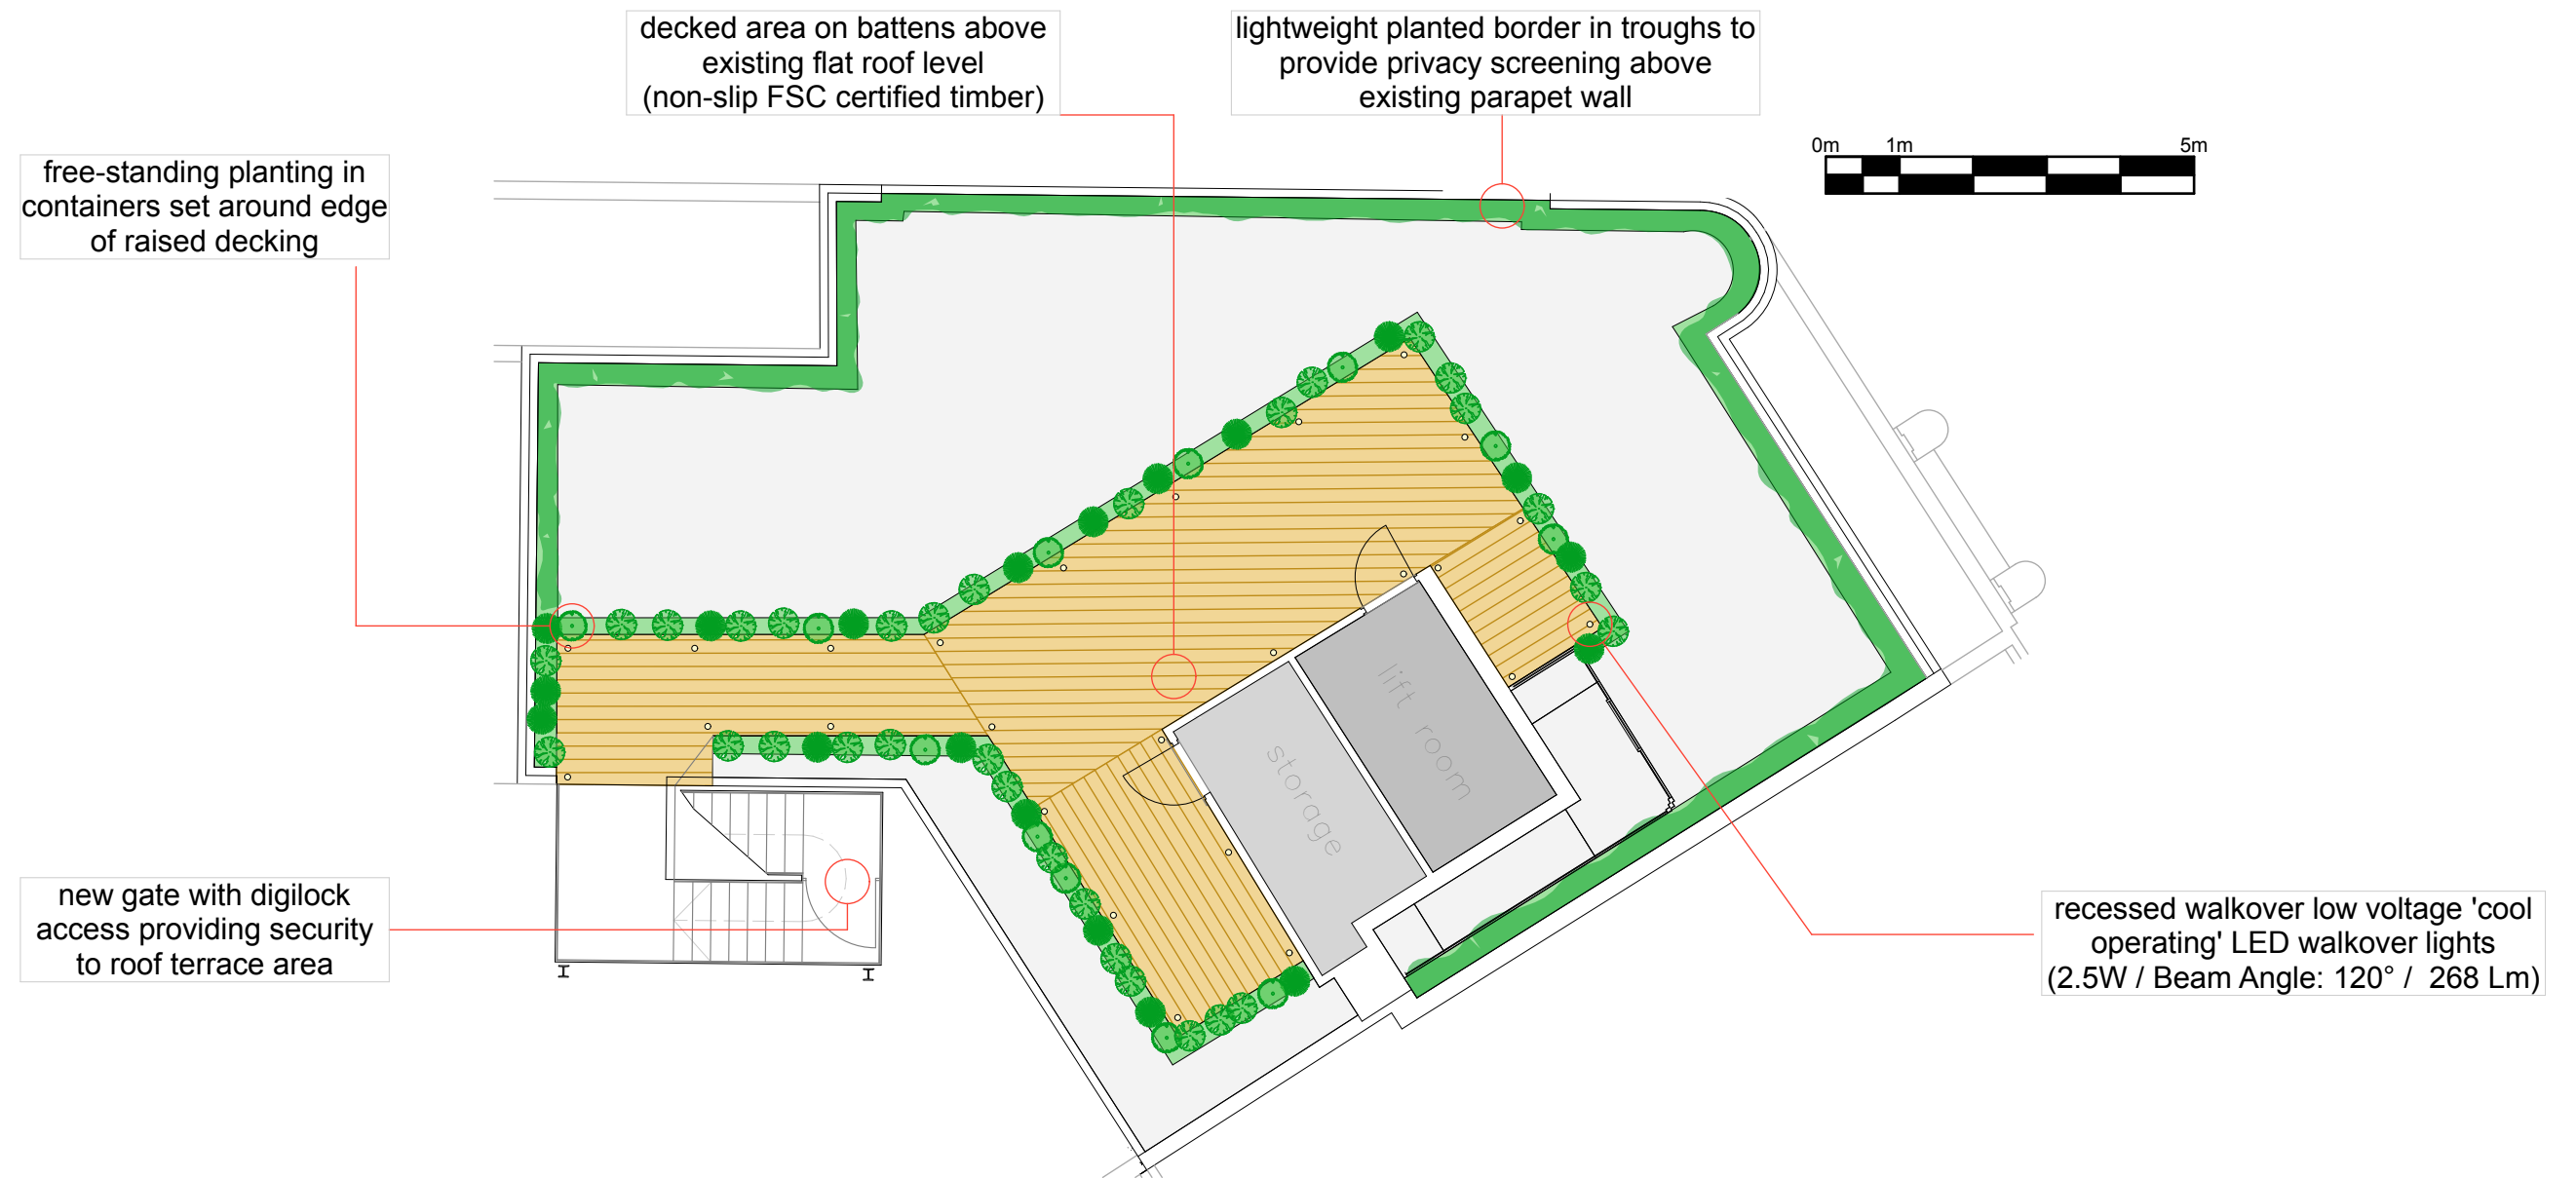 decked area on battens above
existing flat roof level
(non-slip FSC certified timber)
lightweight planted border in troughs to
provide privacy screening above
existing parapet wall
0m 1m 5m
free-standing planting in
containers set around edge
of raised decking
lift room
storage
new gate with digilock
access providing security
to roof terrace area
recessed walkover low voltage 'cool
operating' LED walkover lights
(2.5W / Beam Angle: 120° / 268 Lm)